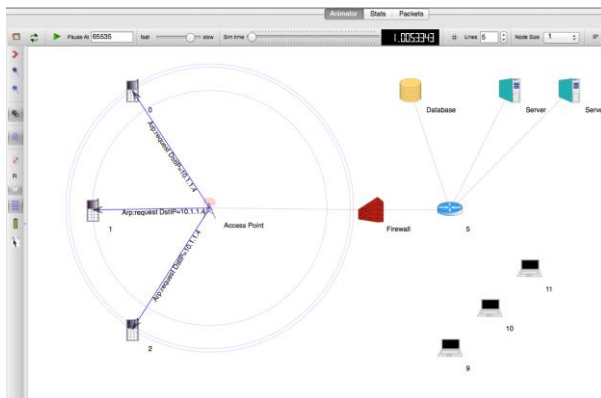 Animator Stats Packets
Pause At 65535 fast slow Sim time 1.0053343 # Lines 5 Node Size 1 IP
R
0
Database
Server
Serve
Arp:request DstIP=10.1.1.4
Arp:request DstIP=10.1.1.4
1
Access Point
Firewall
5
Arp:request DstIP=10.1.1.4
11
10
2
9